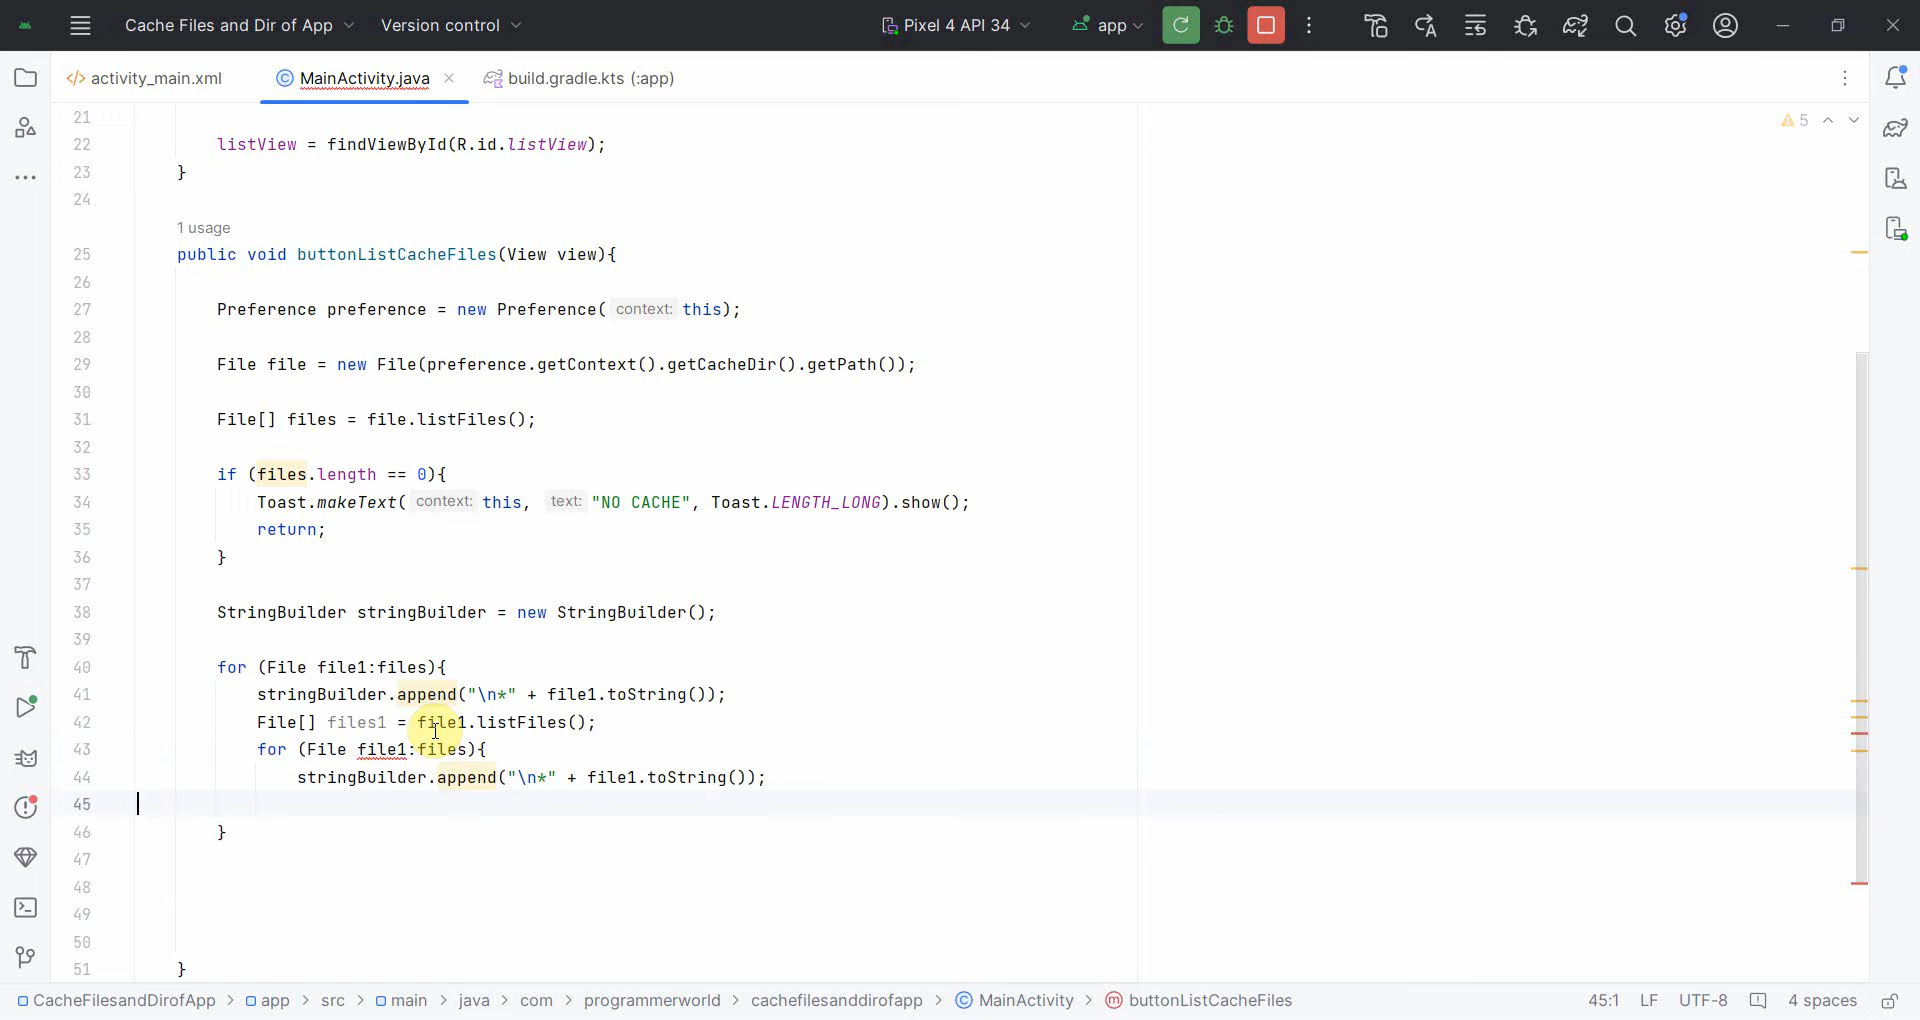 Cache Files and Dir of App Version control Pixel 4 API 34 app
activity_main.xml MainActivity.java build.gradle.kts (:app)
21 5
22 listView = findViewById(R.id.listView);
23 }
24
1 usage
25 public void buttonListCacheFiles(View view){
26
27 Preference preference = new Preference( context: this);
28
29 File file = new File(preference.getContext().getCacheDir().getPath());
30
31 File[] files = file.listFiles();
32
33 if (files.length == 0){
34 Toast.makeText( context: this, text: "NO CACHE", Toast.LENGTH_LONG).show();
35 return;
36 }
37
38 StringBuilder stringBuilder = new StringBuilder();
39
40 for (File file1:files){
41 stringBuilder.append("\n*" + file1.toString());
42 File[] files1 = file1.listFiles();
43 for (File file1:files){
44 stringBuilder.append("\n*" + file1.toString());
45
46 }
47
48
49
50
51 }
CacheFilesandDirofApp > app > src > main > java > com > programmerworld > cachefilesanddirofapp > MainActivity > buttonListCacheFiles 45:1 LF UTF-8 4 spaces